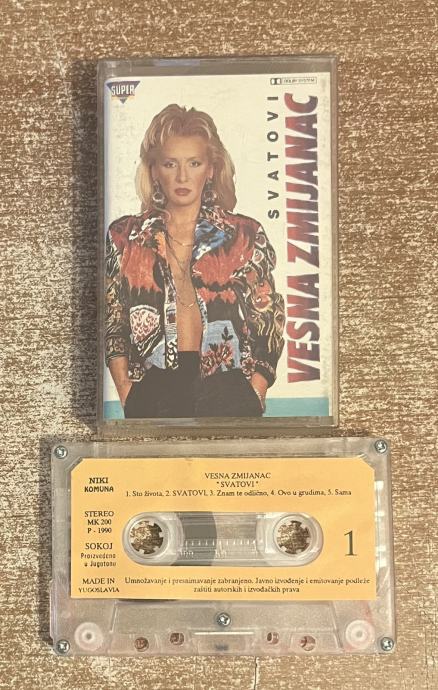 SUPER
DOLBY SYSTEM
SVATOVI
VESNA ZMIJANAC
NIKI
KOMUNA
STEREO
MK 200
P - 1990
SOKOJ
Proizvedeno
u Jugotonu
MADE IN
YUGOSLAVIA
VESNA ZMIJANAC
"SVATOVI"
1. Sto života, 2. SVATOVI, 3. Znam te odlično, 4. Ovo u grudima, 5. Sama
1
Umnožavanje i presnimavanje zabranjeno. Javno izvođenje i emitovanje podleže
zaštiti autorskih i izvođačkih prava